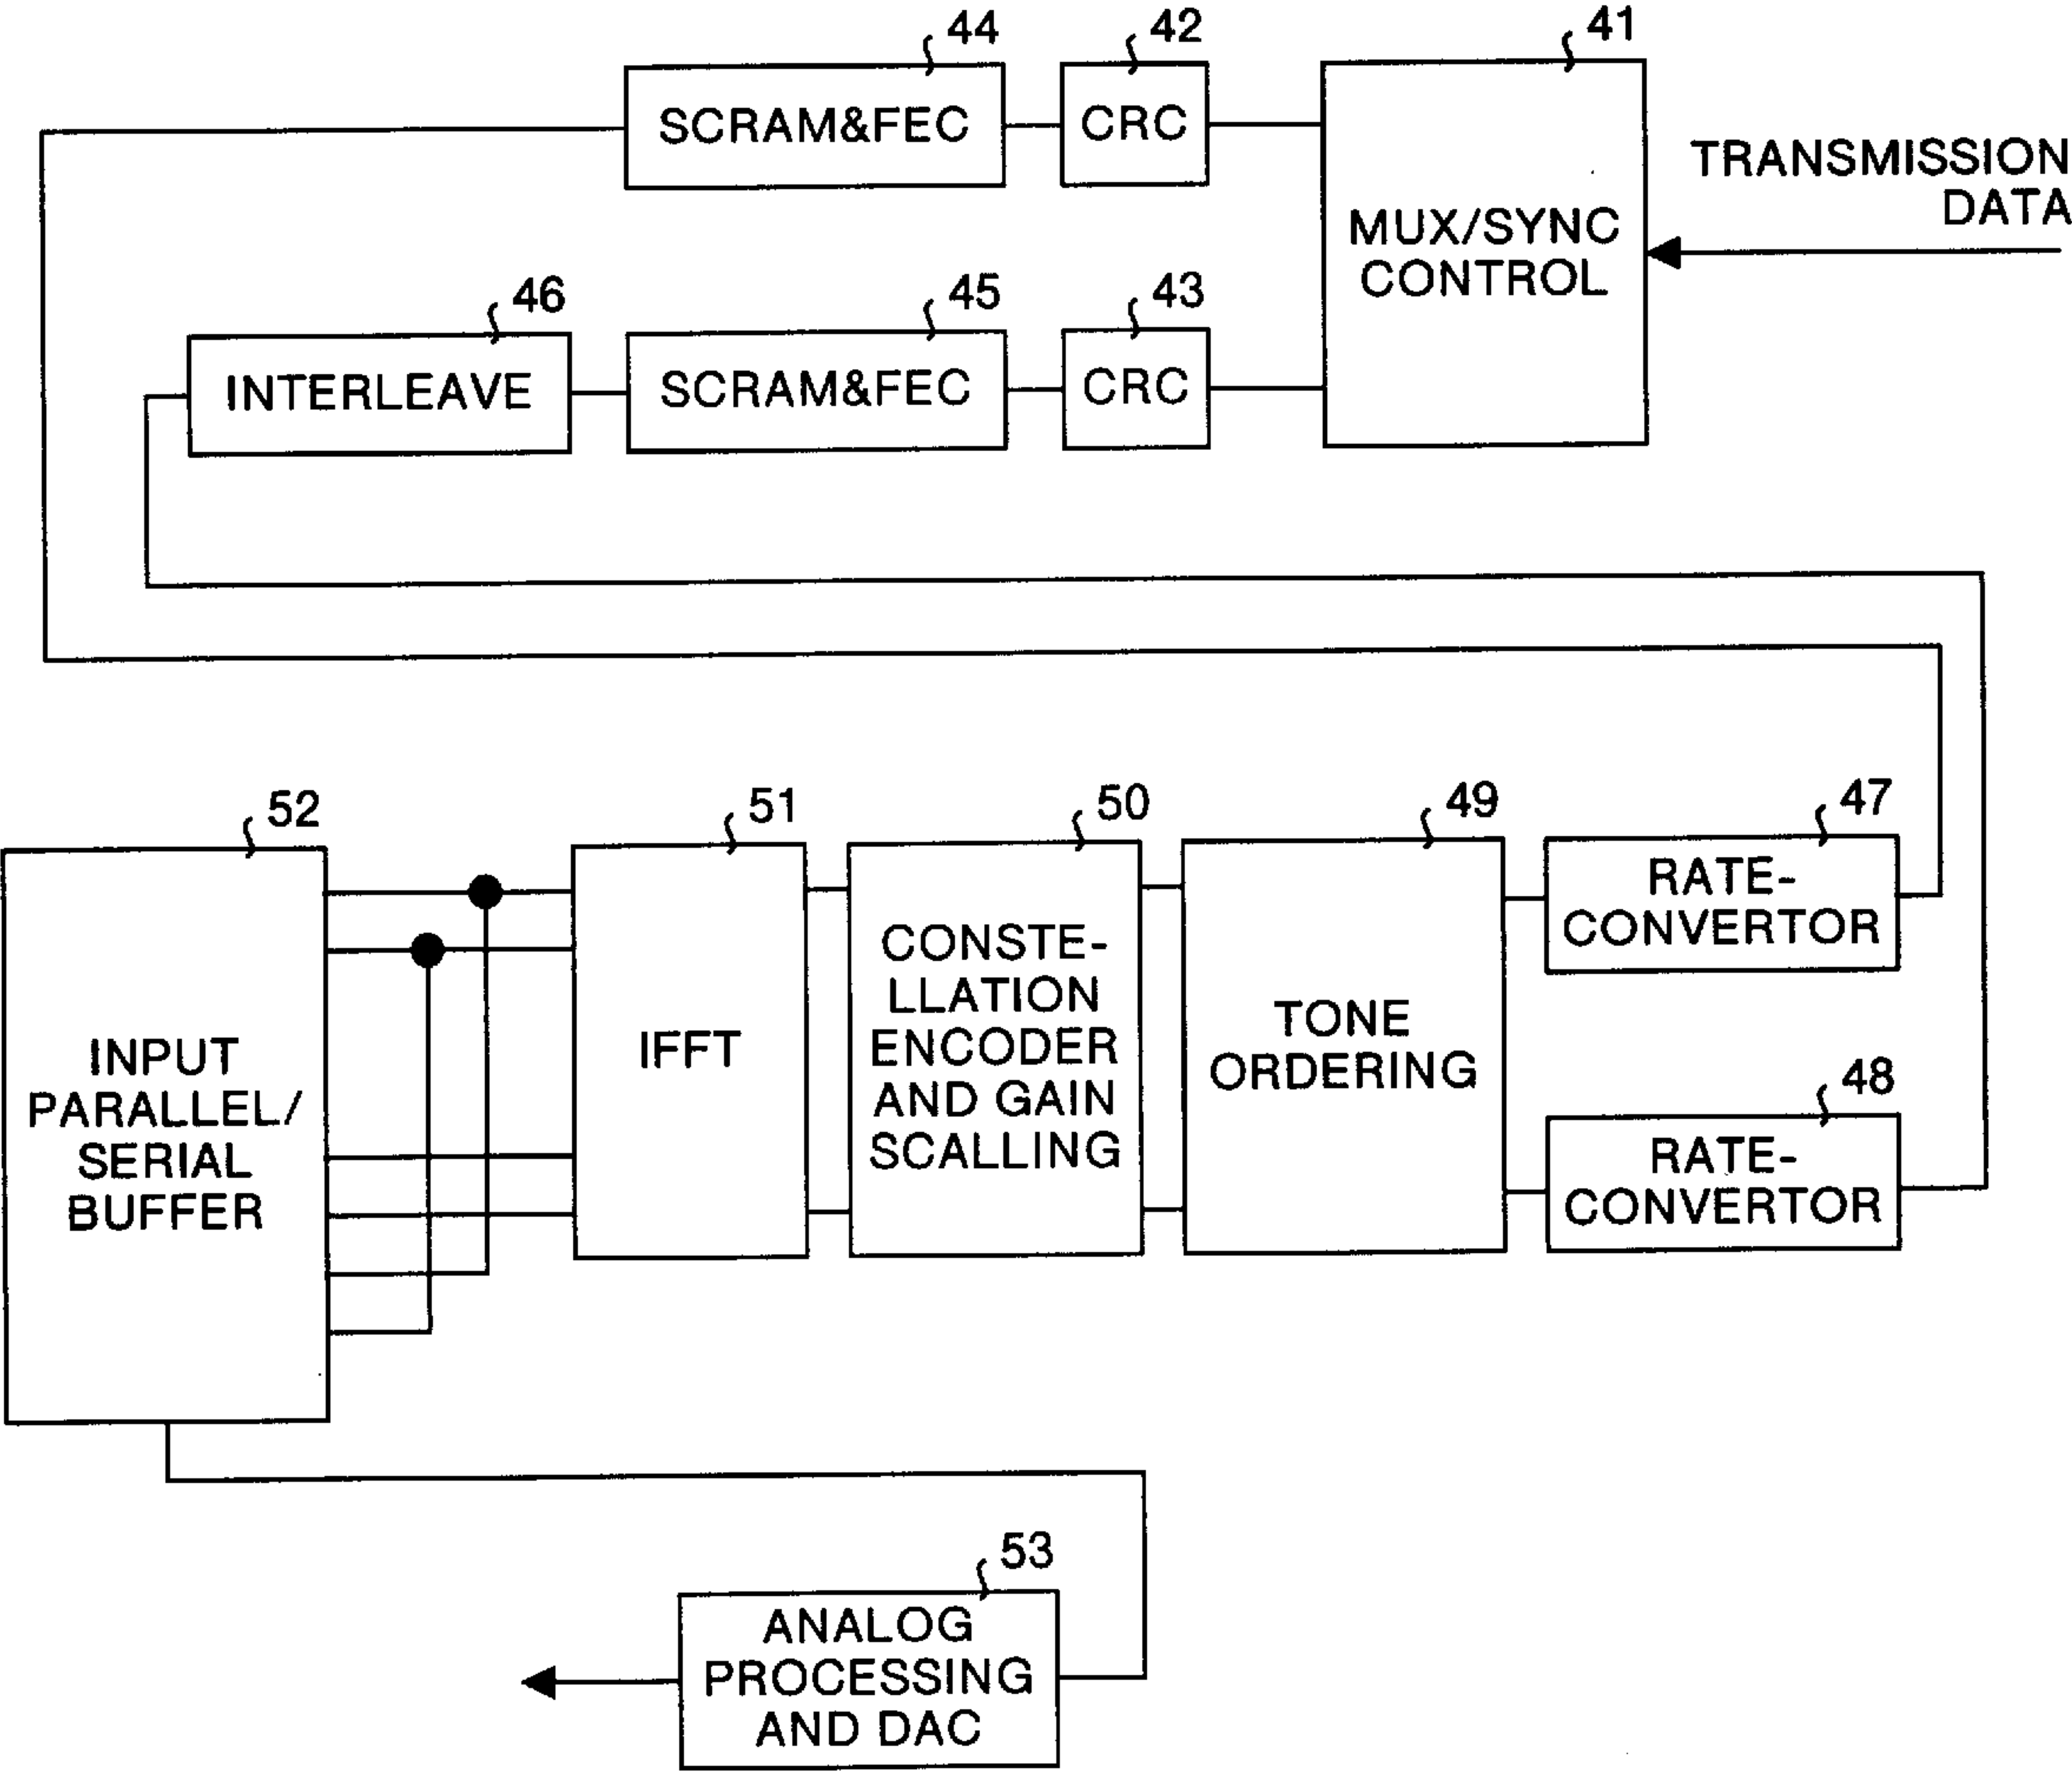 44
42
41
SCRAM&FEC
CRC
MUX/SYNC
CONTROL
TRANSMISSION
DATA
46
45
43
INTERLEAVE
SCRAM&FEC
CRC
52
51
50
49
47
INPUT
PARALLEL/
SERIAL
BUFFER
IFFT
CONSTE-
LLATION
ENCODER
AND GAIN
SCALLING
TONE
ORDERING
RATE-
CONVERTOR
48
RATE-
CONVERTOR
53
ANALOG
PROCESSING
AND DAC